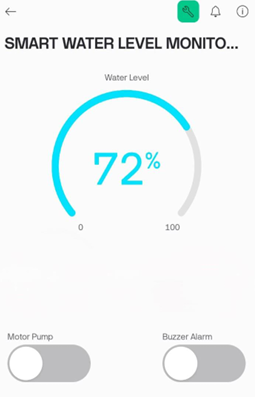 SMART WATER LEVEL MONITO...
Water Level
72%
0 100
Motor Pump Buzzer Alarm